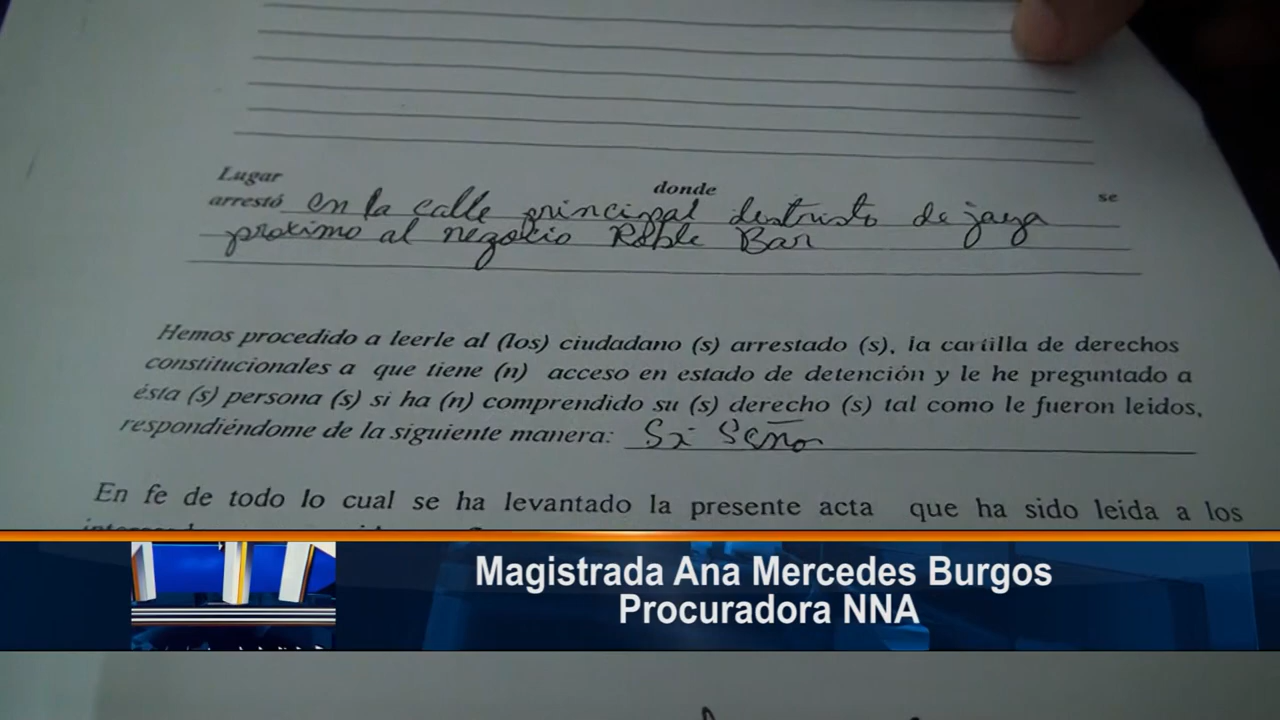 Lugar donde se
arrestó en la calle principal destristo de jaya
proximo al negocio Roble Bar
Hemos procedido a leerle al (los) ciudadano (s) arrestado (s), la cartilla de derechos
constitucionales a que tiene (n) acceso en estado de detención y le he preguntado a
ésta (s) persona (s) si ha (n) comprendido su (s) derecho (s) tal como le fueron leidos,
respondiéndome de la siguiente manera: Si Señor
En fe de todo lo cual se ha levantado la presente acta que ha sido leida a los
Magistrada Ana Mercedes Burgos
Procuradora NNA